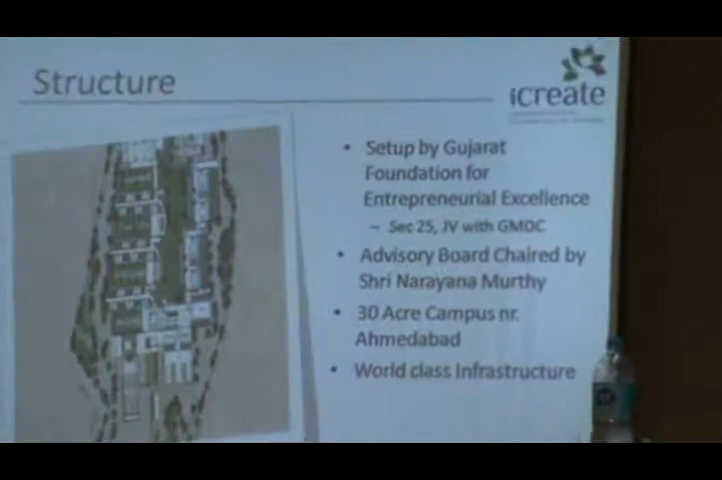 Structure
icreate
• Setup by Gujarat
Foundation for
Entrepreneurial Excellence
– Sec 25, JV with GMDC
• Advisory Board Chaired by
Shri Narayana Murthy
• 30 Acre Campus nr.
Ahmedabad
• World class Infrastructure